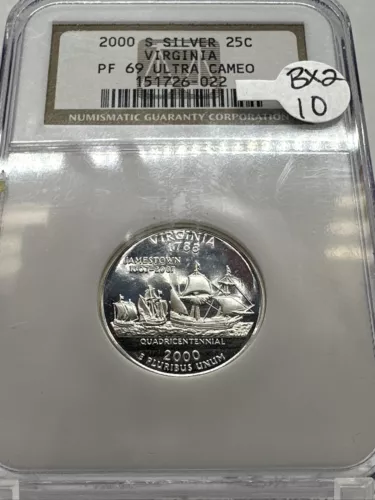 2000 S SILVER 25C
VIRGINIA
PF 69 ULTRA CAMEO
151726-022
NUMISMATIC GUARANTY CORPORATION
BX2
10
VIRGINIA
1788
JAMESTOWN
1607-2007
QUADRICENTENNIAL
2000
E PLURIBUS UNUM